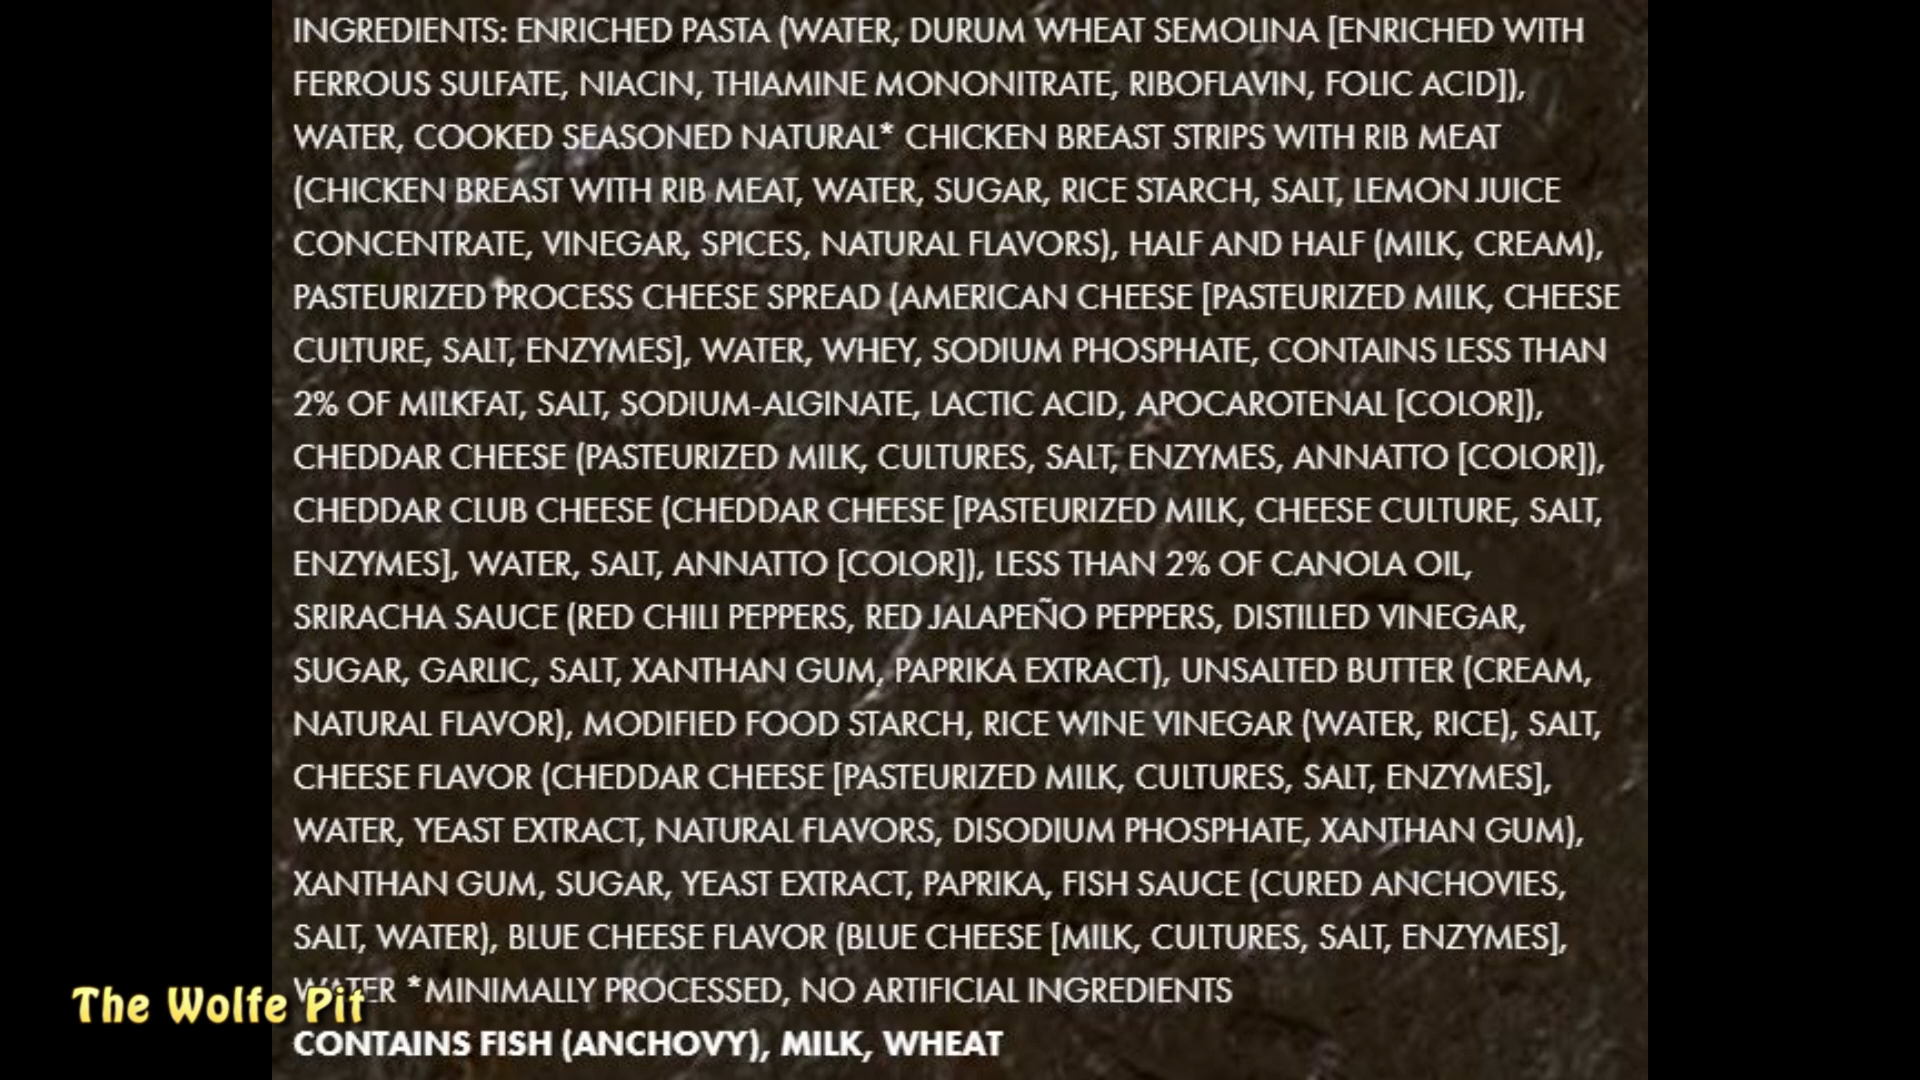 INGREDIENTS: ENRICHED PASTA (WATER, DURUM WHEAT SEMOLINA [ENRICHED WITH
FERROUS SULFATE, NIACIN, THIAMINE MONONITRATE, RIBOFLAVIN, FOLIC ACID]),
WATER, COOKED SEASONED NATURAL* CHICKEN BREAST STRIPS WITH RIB MEAT
(CHICKEN BREAST WITH RIB MEAT, WATER, SUGAR, RICE STARCH, SALT, LEMON JUICE
CONCENTRATE, VINEGAR, SPICES, NATURAL FLAVORS), HALF AND HALF (MILK, CREAM),
PASTEURIZED PROCESS CHEESE SPREAD (AMERICAN CHEESE [PASTEURIZED MILK, CHEESE
CULTURE, SALT, ENZYMES], WATER, WHEY, SODIUM PHOSPHATE, CONTAINS LESS THAN
2% OF MILKFAT, SALT, SODIUM-ALGINATE, LACTIC ACID, APOCAROTENAL [COLOR]),
CHEDDAR CHEESE (PASTEURIZED MILK, CULTURES, SALT, ENZYMES, ANNATTO [COLOR]),
CHEDDAR CLUB CHEESE (CHEDDAR CHEESE [PASTEURIZED MILK, CHEESE CULTURE, SALT,
ENZYMES], WATER, SALT, ANNATTO [COLOR]), LESS THAN 2% OF CANOLA OIL,
SRIRACHA SAUCE (RED CHILI PEPPERS, RED JALAPEÑO PEPPERS, DISTILLED VINEGAR,
SUGAR, GARLIC, SALT, XANTHAN GUM, PAPRIKA EXTRACT), UNSALTED BUTTER (CREAM,
NATURAL FLAVOR), MODIFIED FOOD STARCH, RICE WINE VINEGAR (WATER, RICE), SALT,
CHEESE FLAVOR (CHEDDAR CHEESE [PASTEURIZED MILK, CULTURES, SALT, ENZYMES],
WATER, YEAST EXTRACT, NATURAL FLAVORS, DISODIUM PHOSPHATE, XANTHAN GUM),
XANTHAN GUM, SUGAR, YEAST EXTRACT, PAPRIKA, FISH SAUCE (CURED ANCHOVIES,
SALT, WATER), BLUE CHEESE FLAVOR (BLUE CHEESE [MILK, CULTURES, SALT, ENZYMES],
WATER *MINIMALLY PROCESSED, NO ARTIFICIAL INGREDIENTS
The Wolfe Pit
CONTAINS FISH (ANCHOVY), MILK, WHEAT